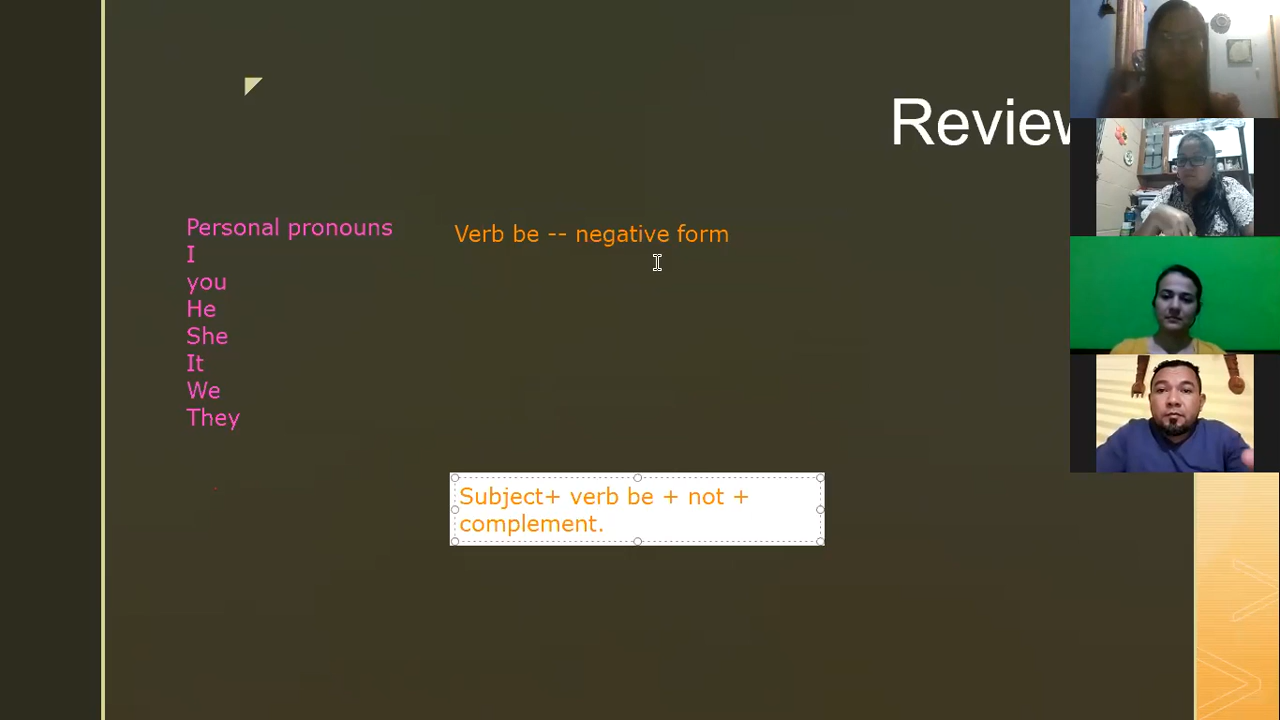 Review
Personal pronouns
I
you
He
She
It
We
They
Verb be -- negative form
Subject+ verb be + not +
complement.